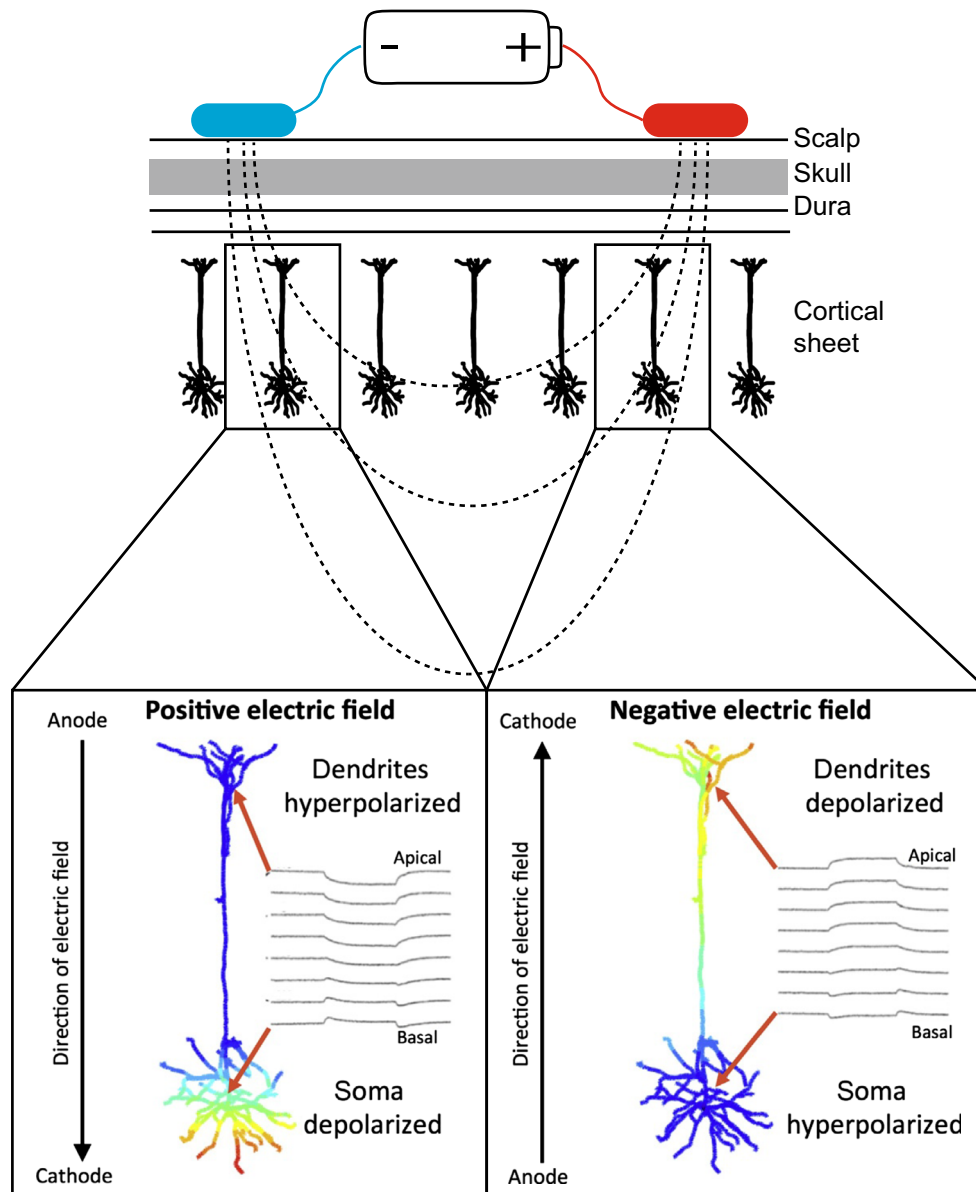 - +
Scalp
Skull
Dura
Cortical
sheet
Anode
Positive electric field
Dendrites
hyperpolarized
Apical
Direction of electric field
Basal
Soma
depolarized
Cathode
Cathode
Negative electric field
Dendrites
depolarized
Apical
Direction of electric field
Basal
Soma
hyperpolarized
Anode